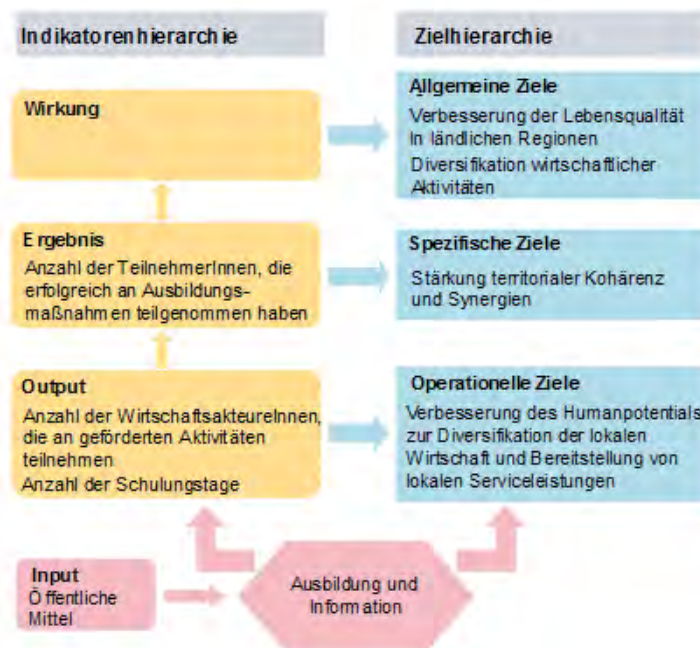 Indikatorenhierarchie
Zielhierarchie
Wirkung
Allgemeine Ziele
Verbesserung der Lebensqualität
In ländlichen Regionen
Diversifikation wirtschaftlicher
Aktivitäten
Ergebnis
Anzahl der TeilnehmerInnen, die
erfolgreich an Ausbildungs-
maßnahmen teilgenommen haben
Spezifische Ziele
Stärkung territorialer Kohärenz
und Synergien
Output
Anzahl der WirtschaftsakteureInnen,
die an geförderten Aktivitäten
teilnehmen
Anzahl der Schulungstage
Operationelle Ziele
Verbesserung des Humanpotentials
zur Diversifikation der lokalen
Wirtschaft und Bereitstellung von
lokalen Serviceleistungen
Input
Öffentliche
Mittel
Ausbildung und
Information